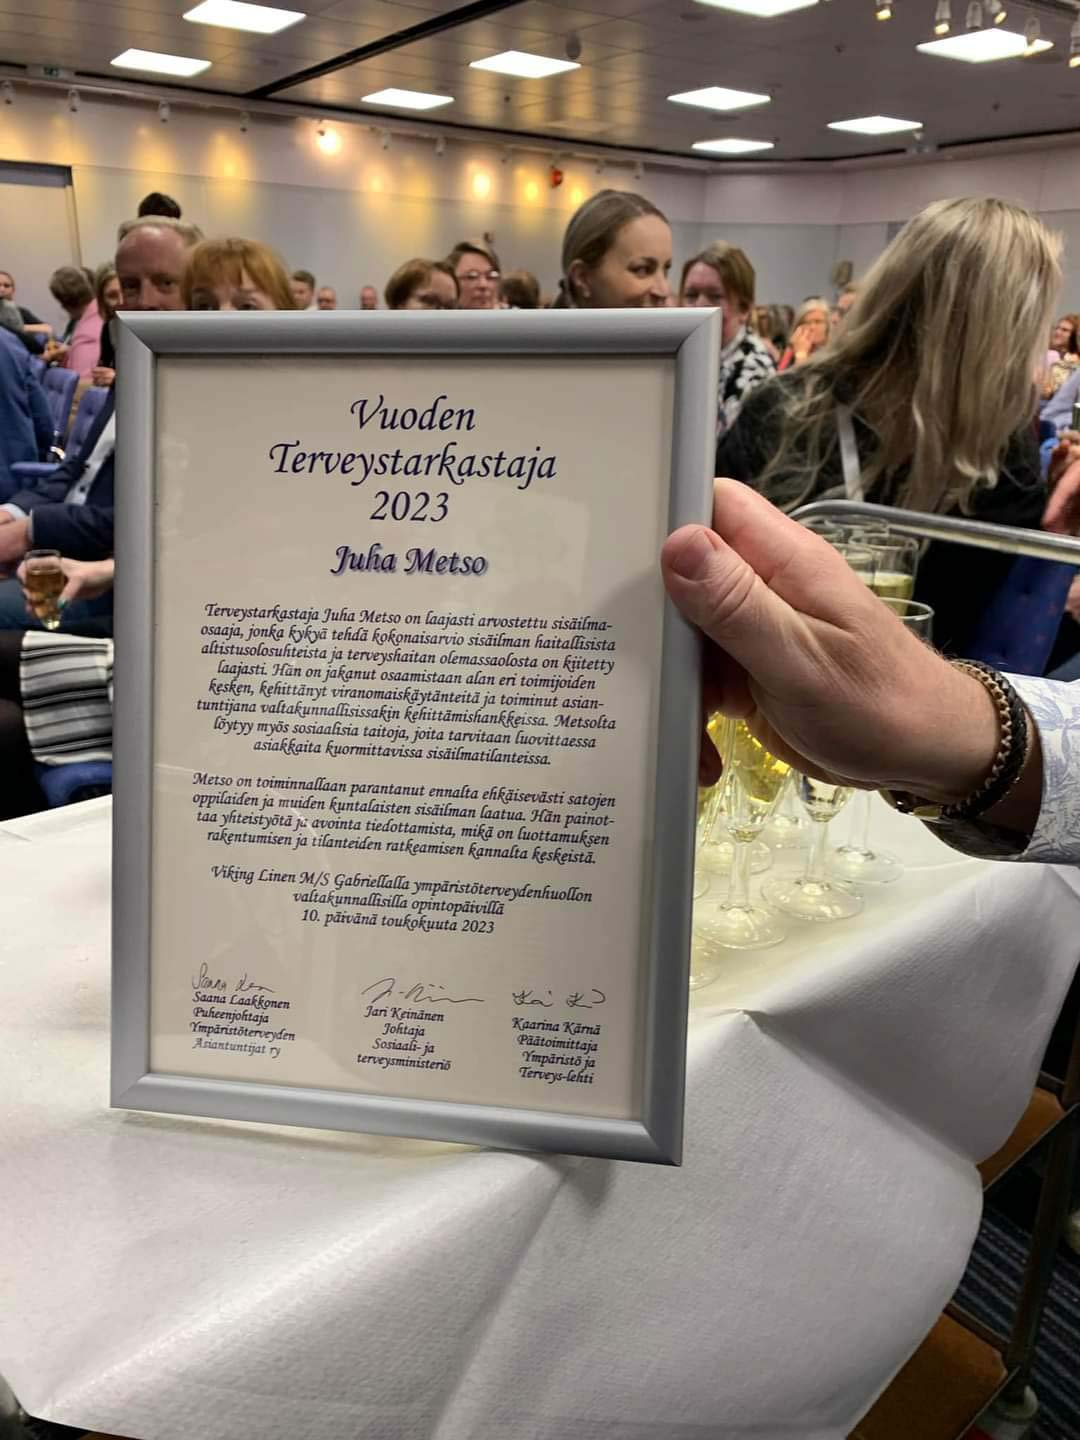 Vuoden
Terveystarkastaja
2023
Juha Metso
Terveystarkastaja Juha Metso on laajasti arvostettu sisäilma-
osaaja, jonka kykyä tehdä kokonaisarvio sisäilman haitallisista
altistusolosuhteista ja terveyshaitan olemassaolosta on kiitetty
laajasti. Hän on jakanut osaamistaan alan eri toimijoiden
kesken, kehittänyt viranomaiskäytänteitä ja toiminut asian-
tuntijana valtakunnallisissakin kehittämishankkeissa. Metsolta
löytyy myös sosiaalisia taitoja, joita tarvitaan luovittaessa
asiakkaita kuormittavissa sisäilmatilanteissa.
Metso on toiminnallaan parantanut ennalta ehkäisevästi satojen
oppilaiden ja muiden kuntalaisten sisäilman laatua. Hän painot-
taa yhteistyötä ja avointa tiedottamista, mikä on luottamuksen
rakentumisen ja tilanteiden ratkeamisen kannalta keskeistä.
Viking Linen M/S Gabriellalla ympäristöterveydenhuollon
valtakunnallisilla opintopäivillä
10. päivänä toukokuuta 2023
Saana Laakkonen
Puheenjohtaja
Ympäristöterveyden
Asiantuntijat ry
Jari Keinänen
Johtaja
Sosiaali- ja
terveysministeriö
Kaarina Kärnä
Päätoimittaja
Ympäristö ja
Terveys-lehti